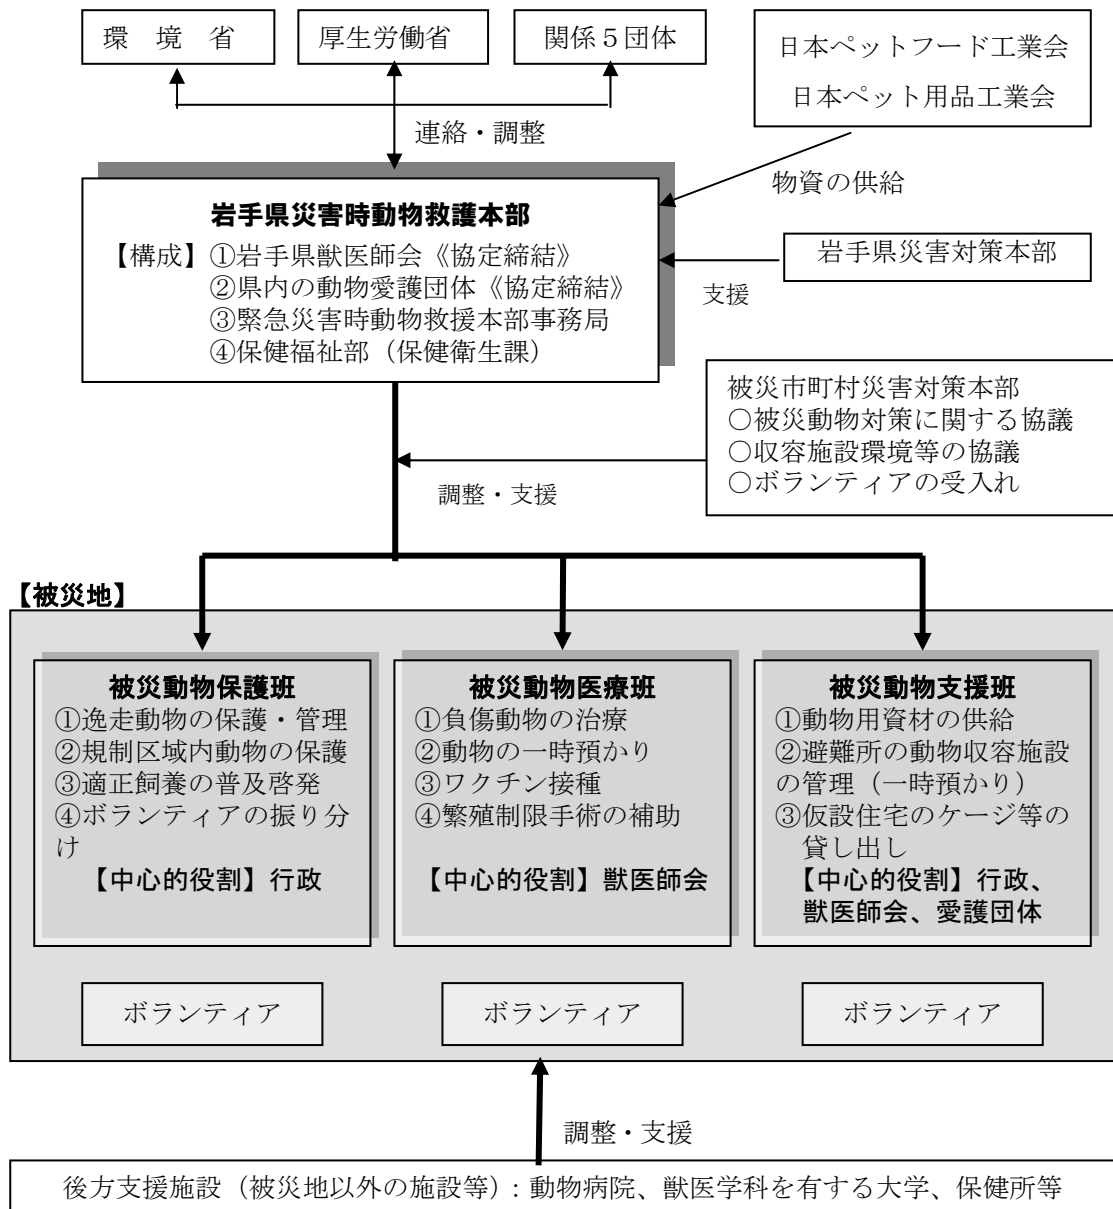 環　境　省
厚生労働省
関係５団体
日本ペットフード工業会
日本ペット用品工業会
連絡・調整
物資の供給
岩手県災害時動物救護本部
【構成】①岩手県獣医師会《協定締結》
②県内の動物愛護団体《協定締結》
③緊急災害時動物救援本部事務局
④保健福祉部（保健衛生課）
岩手県災害対策本部
支援
被災市町村災害対策本部
○被災動物対策に関する協議
○収容施設環境等の協議
○ボランティアの受入れ
調整・支援
【被災地】
被災動物保護班
①逸走動物の保護・管理
②規制区域内動物の保護
③適正飼養の普及啓発
④ボランティアの振り分
け
【中心的役割】行政
被災動物医療班
①負傷動物の治療
②動物の一時預かり
③ワクチン接種
④繁殖制限手術の補助
【中心的役割】獣医師会
被災動物支援班
①動物用資材の供給
②避難所の動物収容施設
の管理（一時預かり）
③仮設住宅のケージ等の
貸し出し
【中心的役割】行政、
獣医師会、愛護団体
ボランティア
ボランティア
ボランティア
調整・支援
後方支援施設（被災地以外の施設等）：動物病院、獣医学科を有する大学、保健所等